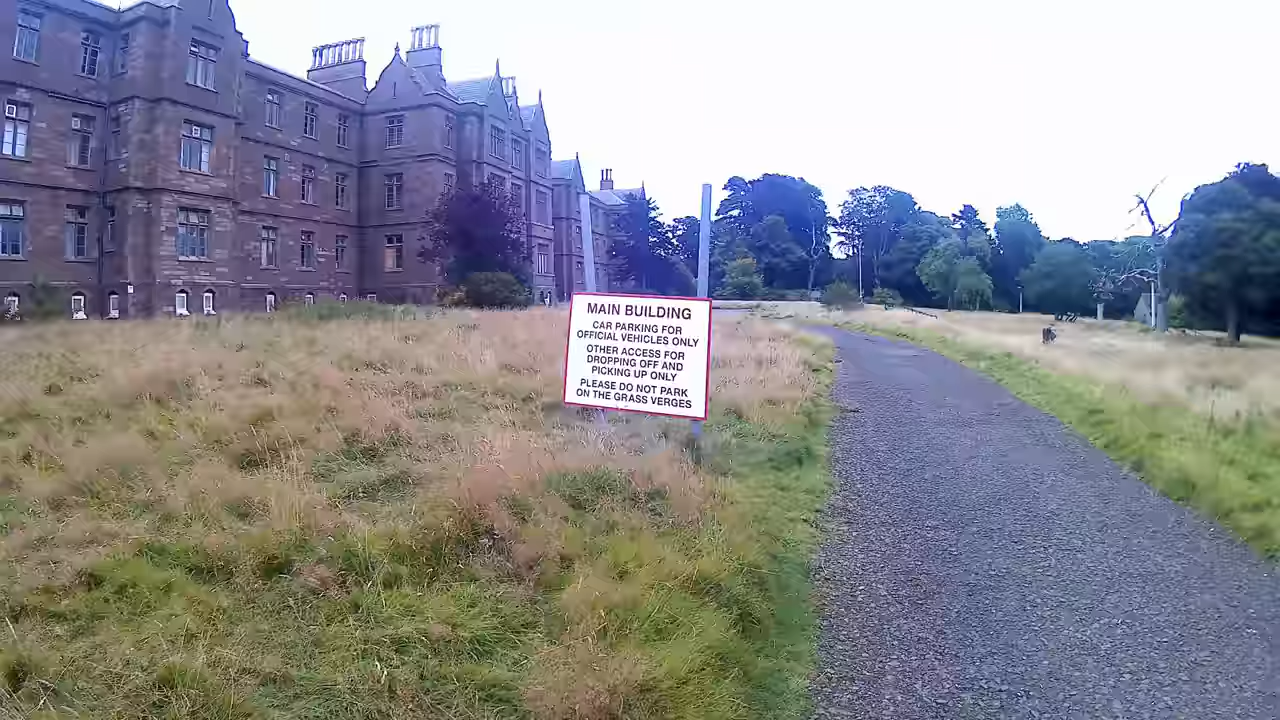 MAIN BUILDING
CAR PARKING FOR
OFFICIAL VEHICLES ONLY
OTHER ACCESS FOR
DROPPING OFF AND
PICKING UP ONLY
PLEASE DO NOT PARK
ON THE GRASS VERGES